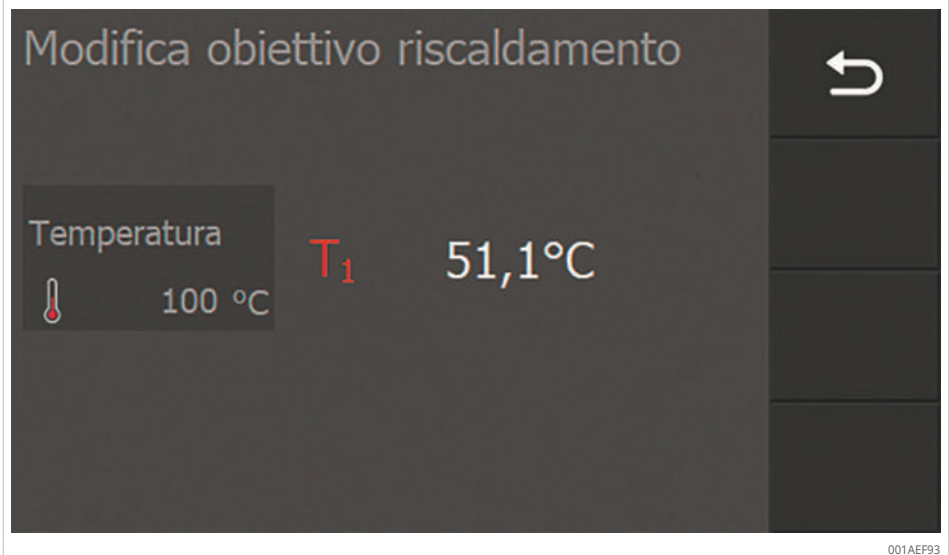 Modifica obiettivo riscaldamento
Temperatura
100 °C
T1
51,1°C
001AEF93